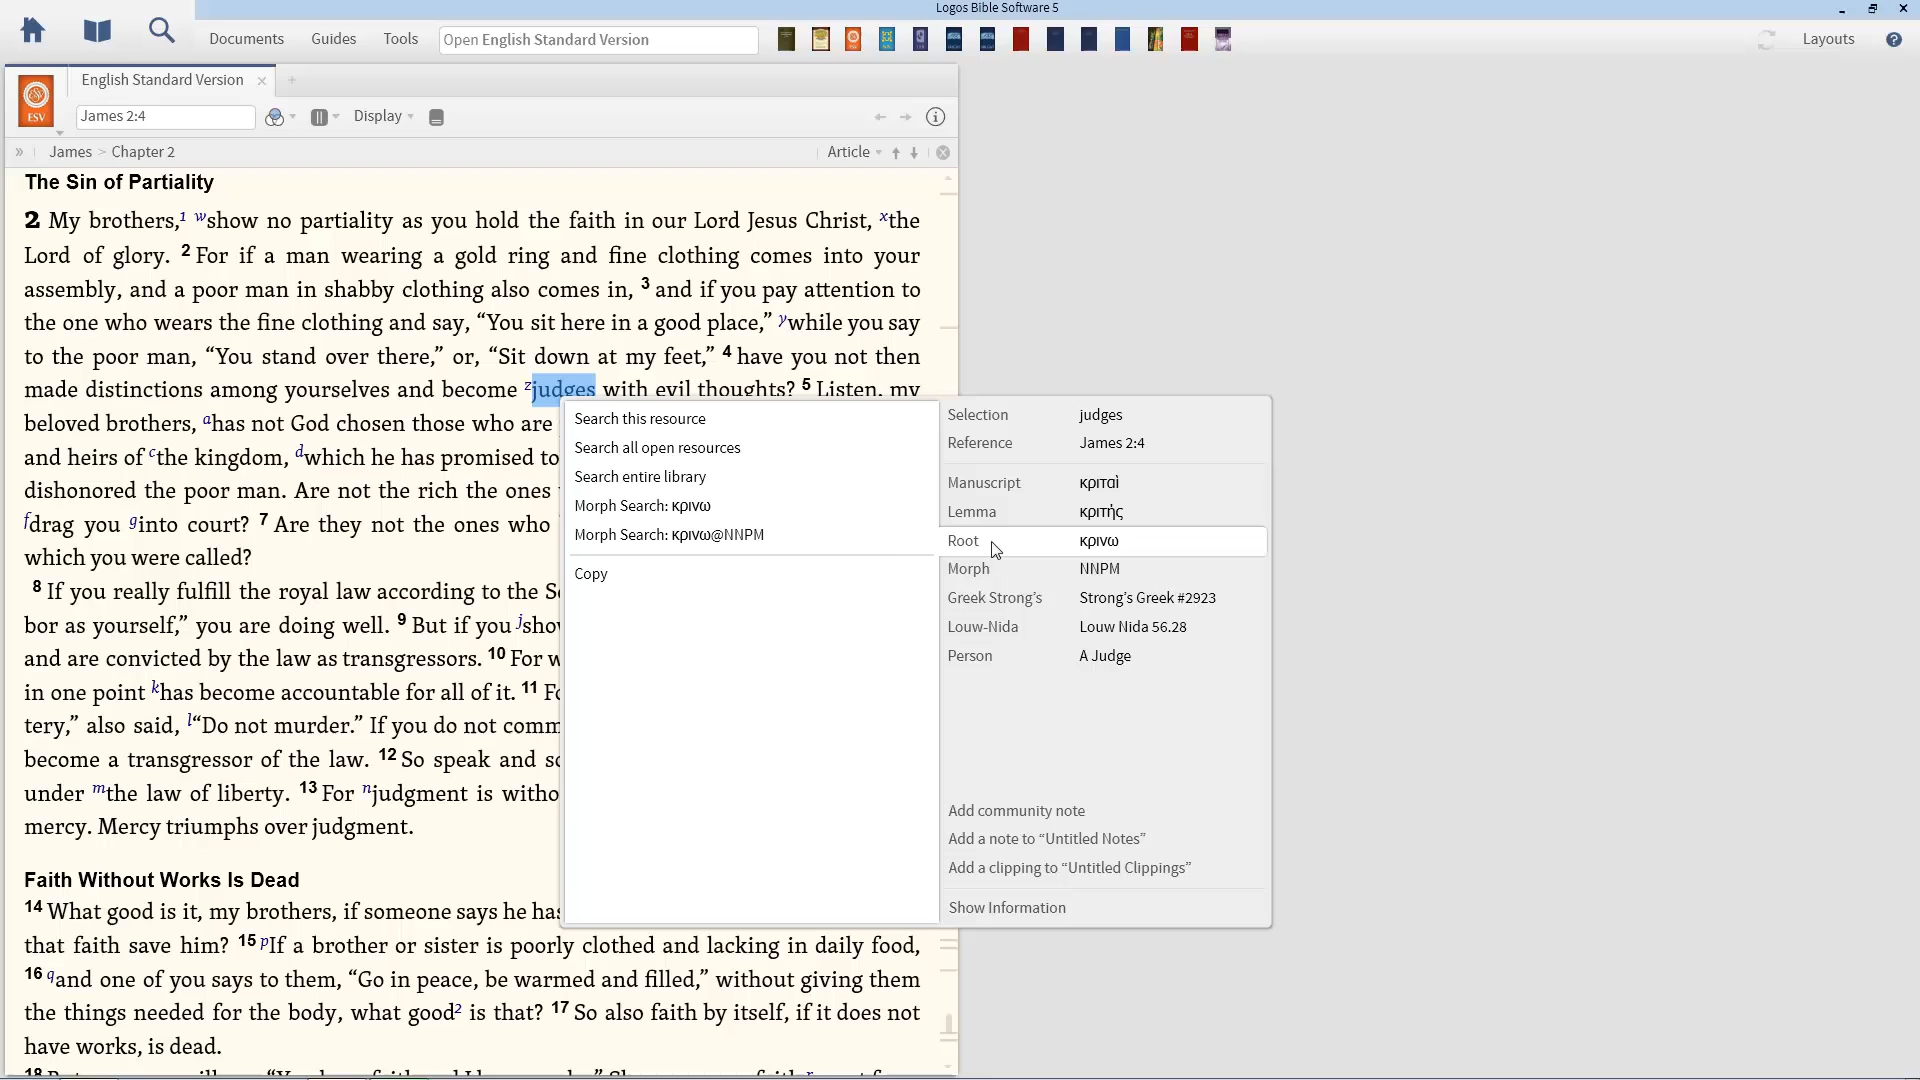 Logos Bible Software 5
Documents Guides Tools Open English Standard Version Layouts ?
English Standard Version × +
ESV
James 2:4 Display
» James > Chapter 2 Article
The Sin of Partiality
2 My brothers,1 wshow no partiality as you hold the faith in our Lord Jesus Christ, xthe
Lord of glory. 2 For if a man wearing a gold ring and fine clothing comes into your
assembly, and a poor man in shabby clothing also comes in, 3 and if you pay attention to
the one who wears the fine clothing and say, “You sit here in a good place,” ywhile you say
to the poor man, “You stand over there,” or, “Sit down at my feet,” 4 have you not then
made distinctions among yourselves and become zjudges with evil thoughts? 5 Listen, my
beloved brothers, ahas not God chosen those who are
and heirs of cthe kingdom, dwhich he has promised to
dishonored the poor man. Are not the rich the ones
fdrag you ginto court? 7 Are they not the ones who
which you were called?
8 If you really fulfill the royal law according to the S
bor as yourself,” you are doing well. 9 But if you jshov
and are convicted by the law as transgressors. 10 For w
in one point khas become accountable for all of it. 11 Fo
tery,” also said, l“Do not murder.” If you do not comm
become a transgressor of the law. 12 So speak and so
under mthe law of liberty. 13 For njudgment is witho
mercy. Mercy triumphs over judgment.
Faith Without Works Is Dead
14 What good is it, my brothers, if someone says he has
that faith save him? 15 pIf a brother or sister is poorly clothed and lacking in daily food,
16 qand one of you says to them, “Go in peace, be warmed and filled,” without giving them
the things needed for the body, what good2 is that? 17 So also faith by itself, if it does not
have works, is dead.
Search this resource
Search all open resources
Search entire library
Morph Search: κρινω
Morph Search: κρινω@NNPM
Copy
Selection judges
Reference James 2:4
Manuscript κριταὶ
Lemma κριτής
Root κρινω
Morph NNPM
Greek Strong’s Strong’s Greek #2923
Louw-Nida Louw Nida 56.28
Person A Judge
Add community note
Add a note to “Untitled Notes”
Add a clipping to “Untitled Clippings”
Show Information